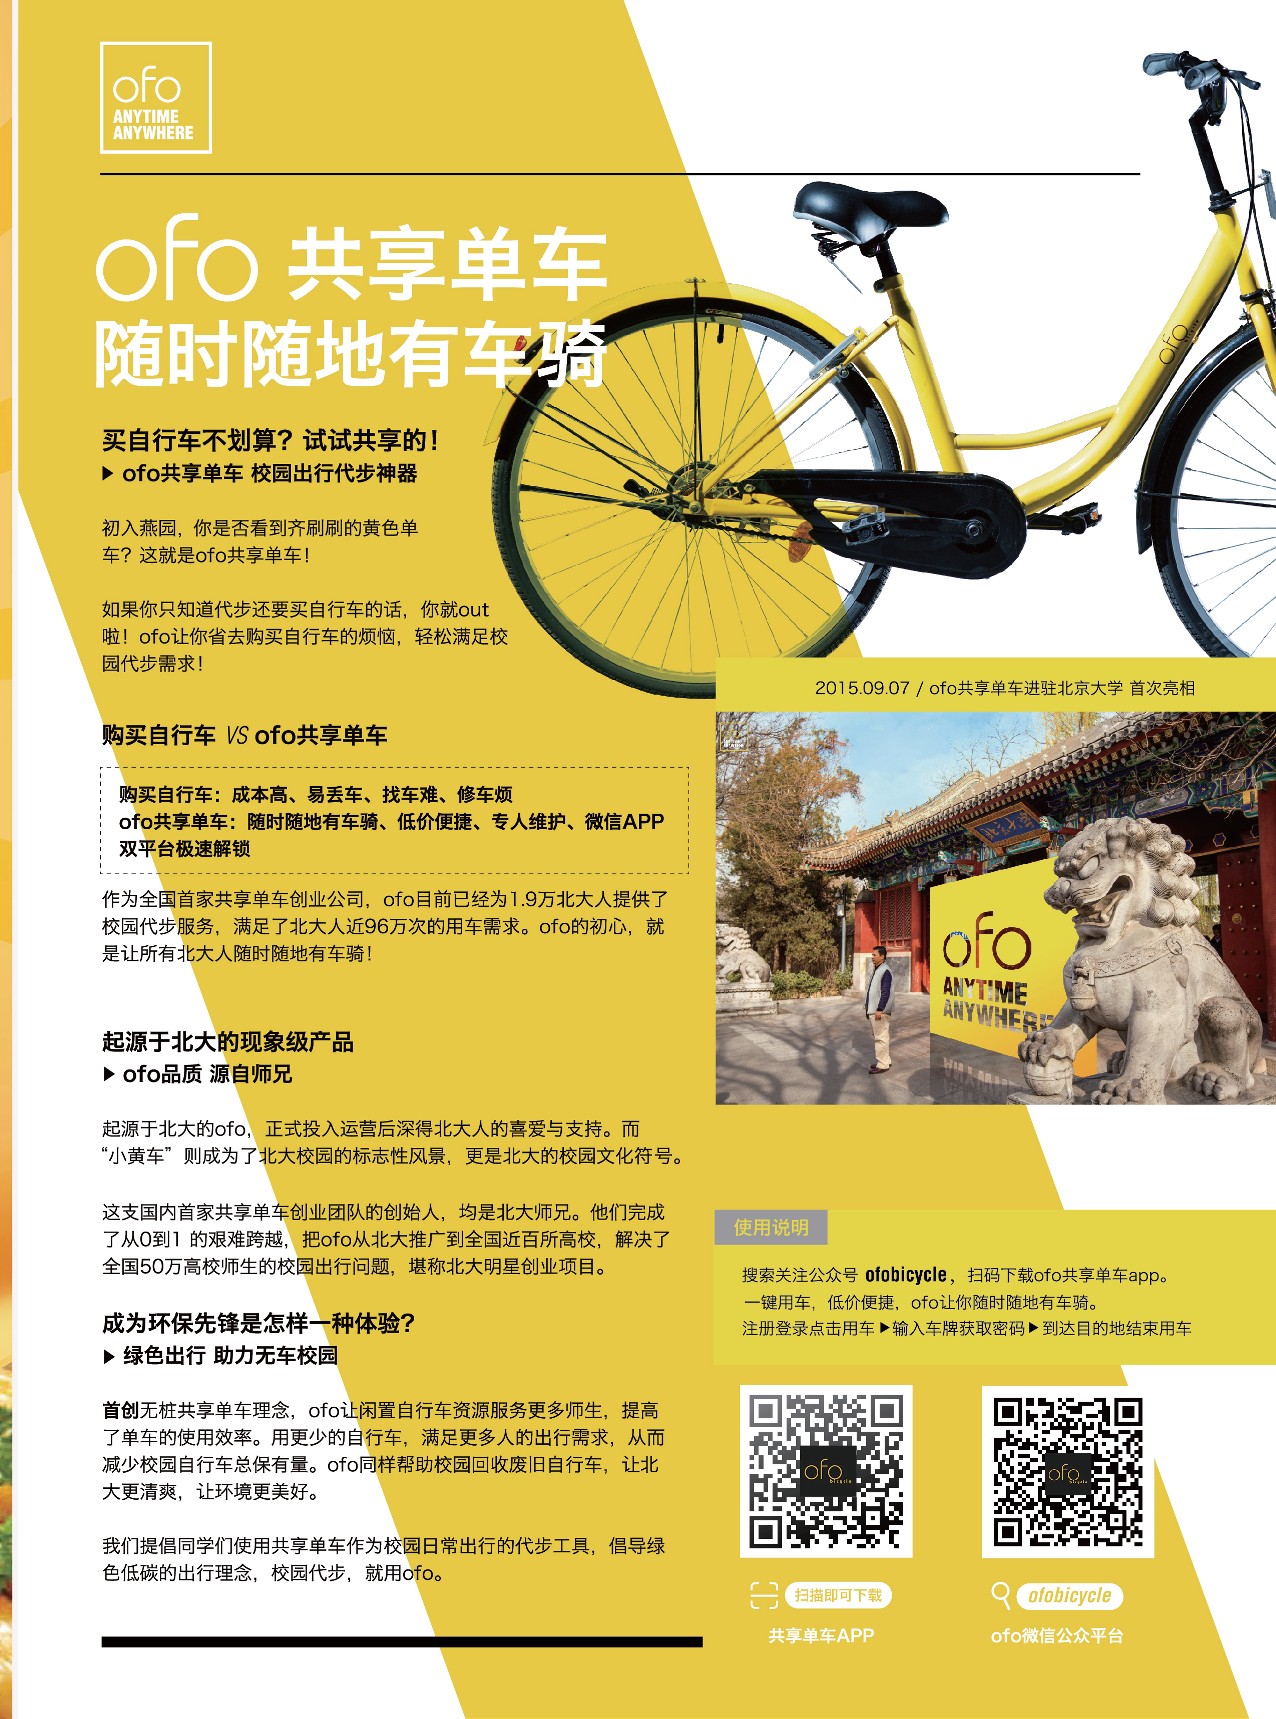 ofo
ANYTIME
ANYWHERE
ofo 共享单车
随时随地有车骑
买自行车不划算？试试共享的！
▶ ofo共享单车 校园出行代步神器
初入燕园，你是否看到齐刷刷的黄色单
车？这就是ofo共享单车！
如果你只知道代步还要买自行车的话，你就out
啦！ofo让你省去购买自行车的烦恼，轻松满足校
园代步需求！
购买自行车 VS ofo共享单车
购买自行车：成本高、易丢车、找车难、修车烦
ofo共享单车：随时随地有车骑、低价便捷、专人维护、微信APP
双平台极速解锁
作为全国首家共享单车创业公司，ofo目前已经为1.9万北大人提供了
校园代步服务，满足了北大人近96万次的用车需求。ofo的初心，就
是让所有北大人随时随地有车骑！
起源于北大的现象级产品
▶ ofo品质 源自师兄
起源于北大的ofo，正式投入运营后深得北大人的喜爱与支持。而
“小黄车”则成为了北大校园的标志性风景，更是北大的校园文化符号。
这支国内首家共享单车创业团队的创始人，均是北大师兄。他们完成
了从0到1 的艰难跨越，把ofo从北大推广到全国近百所高校，解决了
全国50万高校师生的校园出行问题，堪称北大明星创业项目。
成为环保先锋是怎样一种体验？
▶ 绿色出行 助力无车校园
首创无桩共享单车理念，ofo让闲置自行车资源服务更多师生，提高
了单车的使用效率。用更少的自行车，满足更多人的出行需求，从而
减少校园自行车总保有量。ofo同样帮助校园回收废旧自行车，让北
大更清爽，让环境更美好。
我们提倡同学们使用共享单车作为校园日常出行的代步工具，倡导绿
色低碳的出行理念，校园代步，就用ofo。
ofo
2015.09.07 / ofo共享单车进驻北京大学 首次亮相
ofo
ANYTIME
ANYWHERE
使用说明
搜索关注公众号 ofobicycle，扫码下载ofo共享单车app。
一键用车，低价便捷，ofo让你随时随地有车骑。
注册登录点击用车▶输入车牌获取密码▶到达目的地结束用车
ofo
bicycle
ofo
bicycle
扫描即可下载
ofobicycle
共享单车APP
ofo微信公众平台